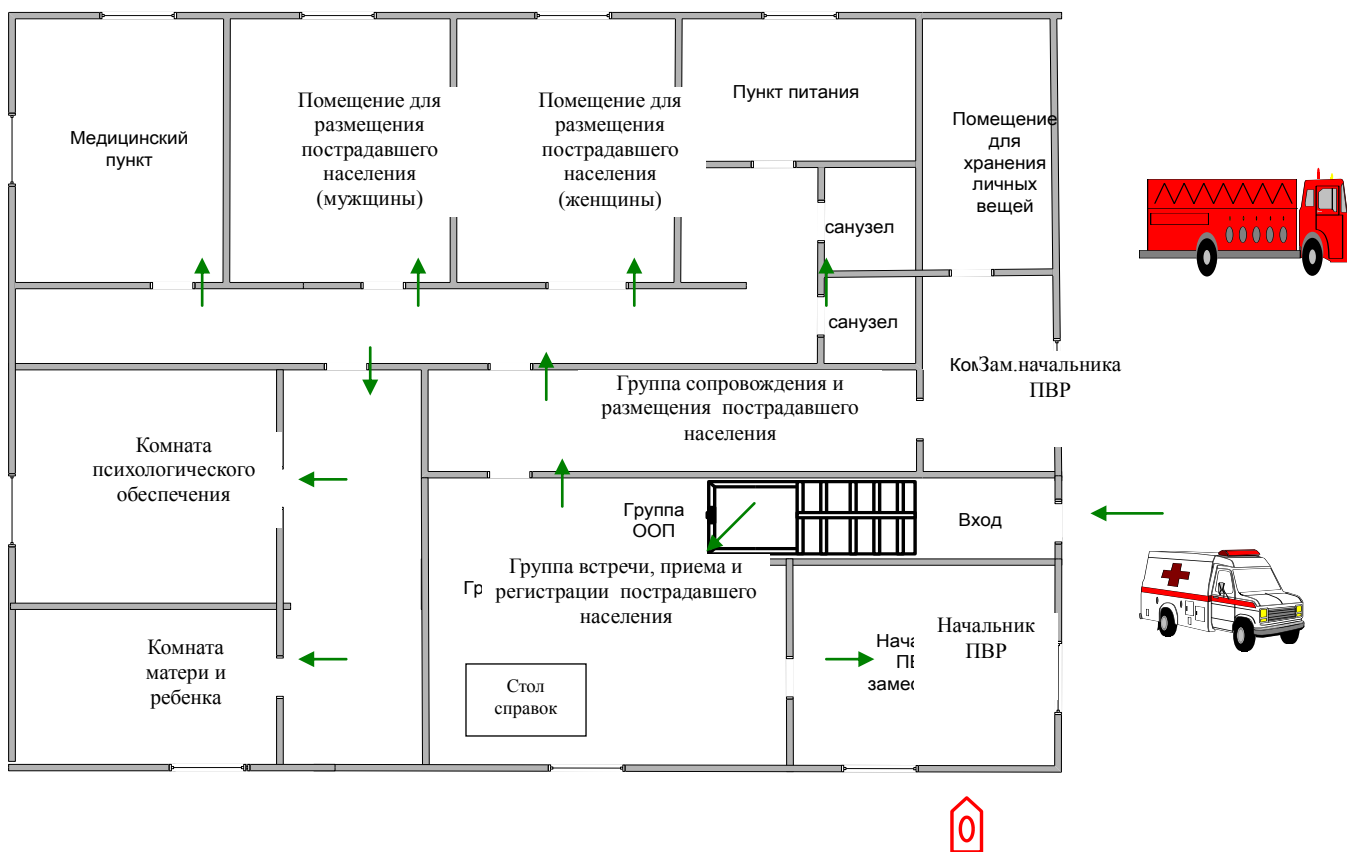 Медицинский
пункт
Помещение для
размещения
пострадавшего
населения
(мужщины)
Помещение для
размещения
пострадавшего
населения
(женщины)
Пункт питания
Помещение
для
хранения
личных
вещей
санузел
санузел
Зам.начальника
ПВР
Группа сопровождения и
размещения пострадавшего
населения
Комната
психологического
обеспечения
Группа
ООП
Вход
Группа встречи, приема и
регистрации пострадавшего
населения
Начальник
ПВР
Комната
матери и
ребенка
Стол
справок